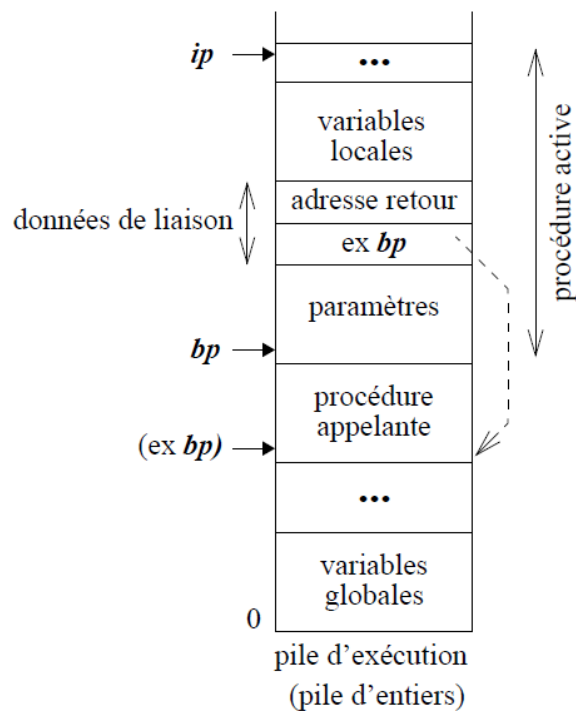 ip
...
variables
locales
adresse retour
données de liaison
ex bp
procédure active
paramètres
bp
procédure
appelante
(ex bp)
...
variables
globales
0
pile d'exécution
(pile d'entiers)